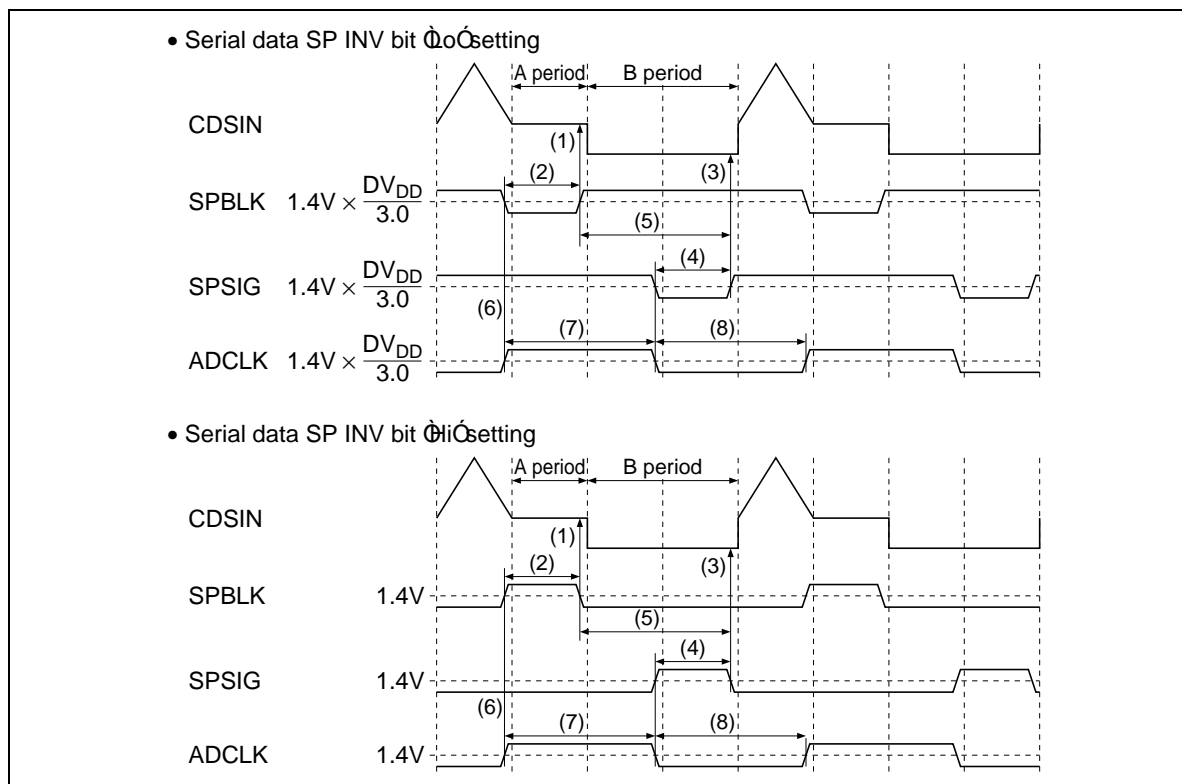 • Serial data SP INV bit ÒLoÓ setting
A period B period
CDSIN
(1)
(2) (3)
SPBLK 1.4V × DVDD/3.0
(5)
(4)
SPSIG 1.4V × DVDD/3.0
(6)
(7) (8)
ADCLK 1.4V × DVDD/3.0
• Serial data SP INV bit ÒHiÓ setting
A period B period
CDSIN
(1)
(2) (3)
SPBLK 1.4V
(5)
(4)
SPSIG 1.4V
(6) (7) (8)
ADCLK 1.4V